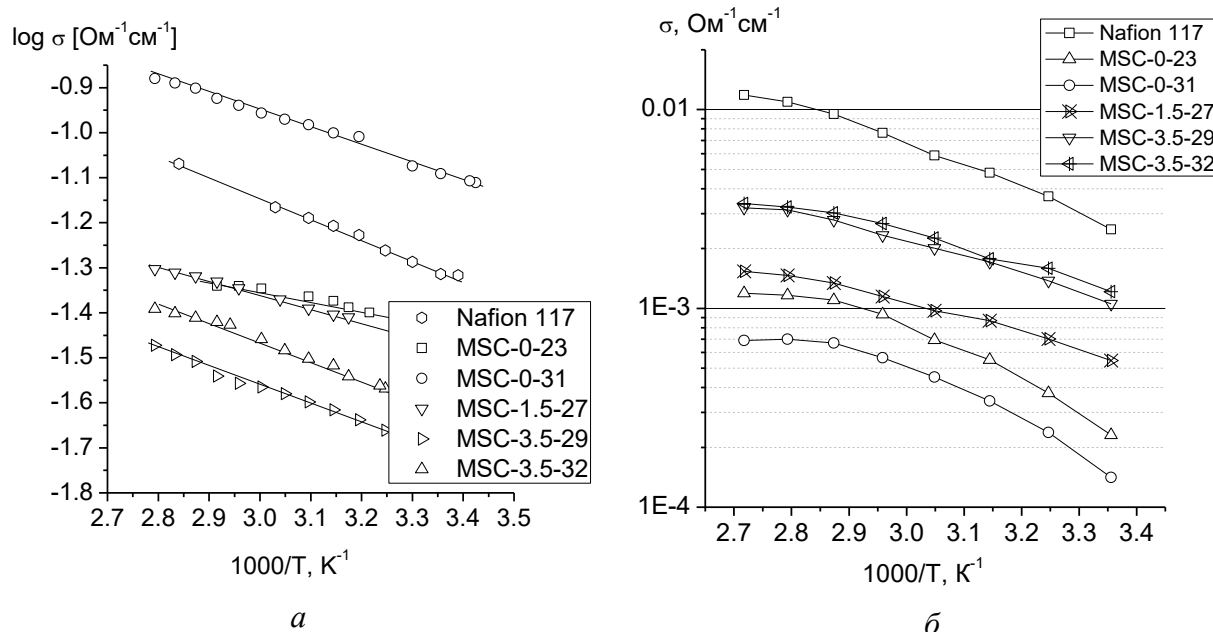 log σ [Ом⁻¹см⁻¹]
-0.9
-1.0
-1.1
-1.2
-1.3
-1.4
-1.5
-1.6
-1.7
-1.8
2.7 2.8 2.9 3.0 3.1 3.2 3.3 3.4 3.5
1000/T, K⁻¹
Nafion 117
MSC-0-23
MSC-0-31
MSC-1.5-27
MSC-3.5-29
MSC-3.5-32
а
σ, Ом⁻¹см⁻¹
0.01
1E-3
1E-4
2.7 2.8 2.9 3.0 3.1 3.2 3.3 3.4
1000/T, К⁻¹
Nafion 117
MSC-0-23
MSC-0-31
MSC-1.5-27
MSC-3.5-29
MSC-3.5-32
б